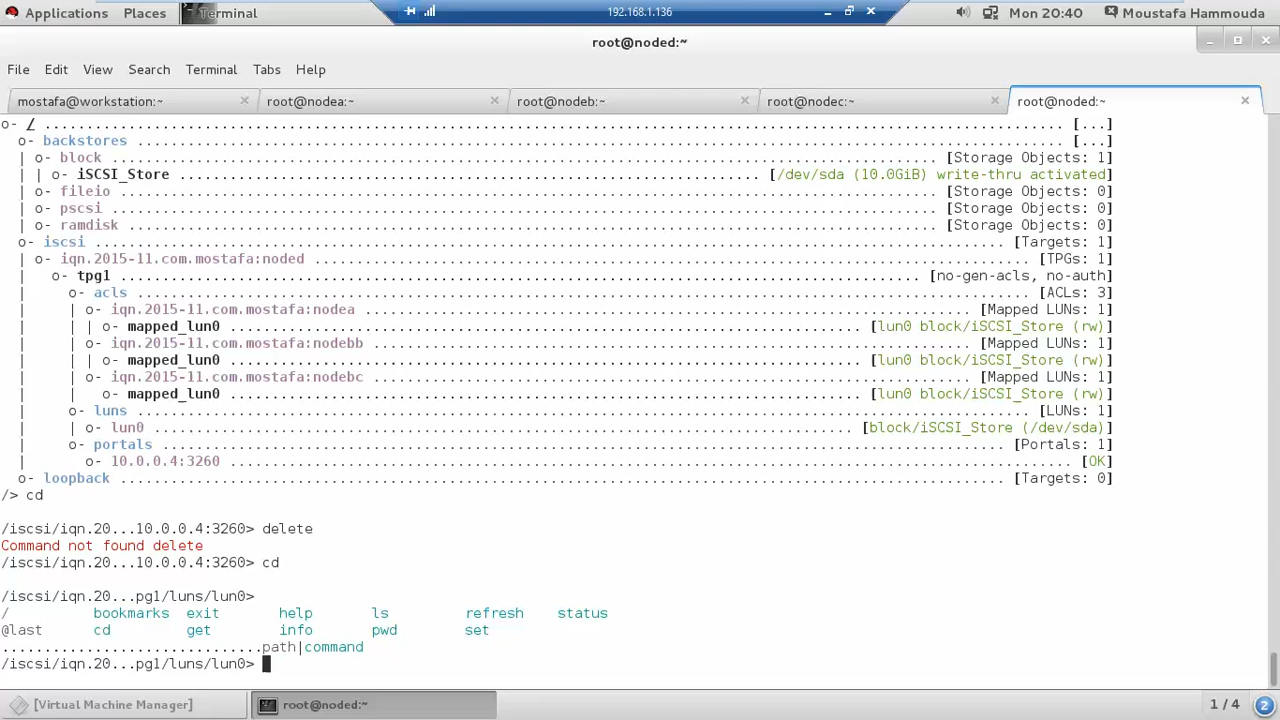 Applications Places Terminal 192.168.1.136 Mon 20:40 Moustafa Hammouda
root@noded:~
File Edit View Search Terminal Tabs Help
mostafa@workstation:~ root@nodea:~ root@nodeb:~ root@nodec:~ root@noded:~
o- / ........................................................................................................................ [...]
o- backstores ............................................................................................................. [...]
| o- block ................................................................................................. [Storage Objects: 1]
| | o- iSCSI_Store ...................................................................... [/dev/sda (10.0GiB) write-thru activated]
| o- fileio ................................................................................................ [Storage Objects: 0]
| o- pscsi ................................................................................................. [Storage Objects: 0]
| o- ramdisk ............................................................................................... [Storage Objects: 0]
o- iscsi ........................................................................................................... [Targets: 1]
| o- iqn.2015-11.com.mostafa:noded .................................................................................... [TPGs: 1]
| o- tpg1 ................................................................................................ [no-gen-acls, no-auth]
| o- acls ............................................................................................................. [ACLs: 3]
| | o- iqn.2015-11.com.mostafa:nodea ........................................................................... [Mapped LUNs: 1]
| | | o- mapped_lun0 ............................................................................ [lun0 block/iSCSI_Store (rw)]
| | o- iqn.2015-11.com.mostafa:nodebb .......................................................................... [Mapped LUNs: 1]
| | | o- mapped_lun0 ............................................................................ [lun0 block/iSCSI_Store (rw)]
| | o- iqn.2015-11.com.mostafa:nodebc .......................................................................... [Mapped LUNs: 1]
| | o- mapped_lun0 ............................................................................ [lun0 block/iSCSI_Store (rw)]
| o- luns ............................................................................................................. [LUNs: 1]
| | o- lun0 ..................................................................................... [block/iSCSI_Store (/dev/sda)]
| o- portals ....................................................................................................... [Portals: 1]
| o- 10.0.0.4:3260 .................................................................................................... [OK]
o- loopback ........................................................................................................ [Targets: 0]
/> cd
/iscsi/iqn.20...10.0.0.4:3260> delete
Command not found delete
/iscsi/iqn.20...10.0.0.4:3260> cd
/iscsi/iqn.20...pg1/luns/lun0>
/ bookmarks exit help ls refresh status
@last cd get info pwd set
..............................path|command
/iscsi/iqn.20...pg1/luns/lun0>
[Virtual Machine Manager] root@noded:~ 1 / 4 2